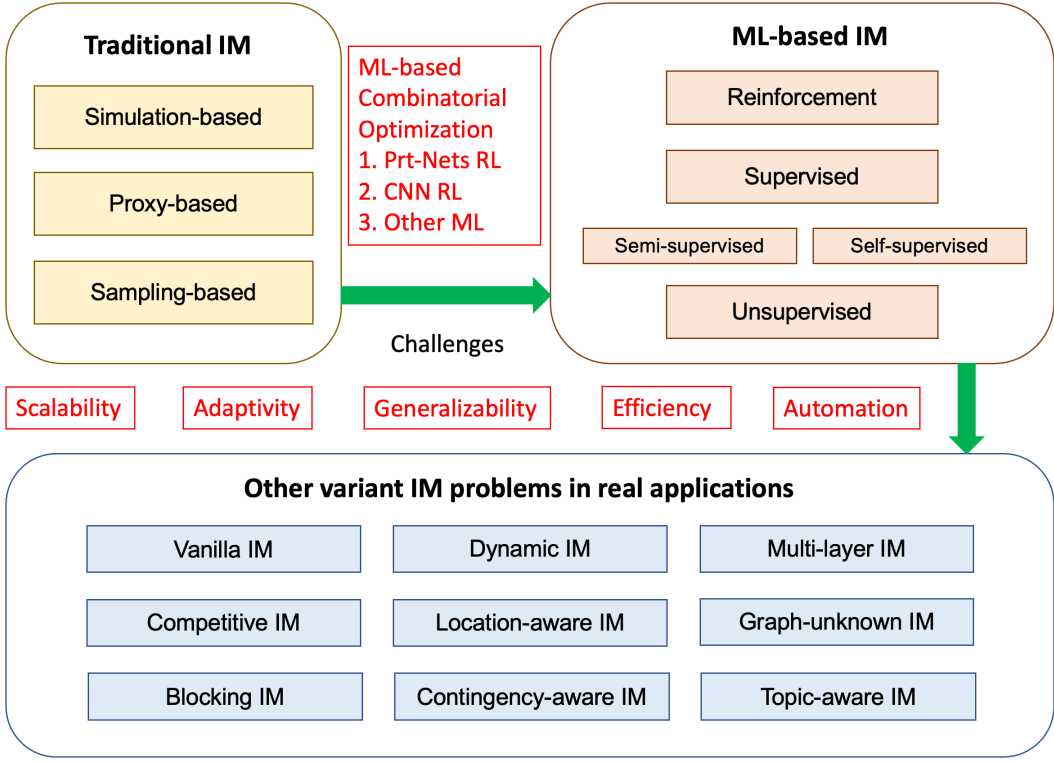 Traditional IM
Simulation-based
Proxy-based
Sampling-based
ML-based
Combinatorial
Optimization
1. Prt-Nets RL
2. CNN RL
3. Other ML
ML-based IM
Reinforcement
Supervised
Semi-supervised
Self-supervised
Unsupervised
Challenges
Scalability
Adaptivity
Generalizability
Efficiency
Automation
Other variant IM problems in real applications
Vanilla IM
Dynamic IM
Multi-layer IM
Competitive IM
Location-aware IM
Graph-unknown IM
Blocking IM
Contingency-aware IM
Topic-aware IM